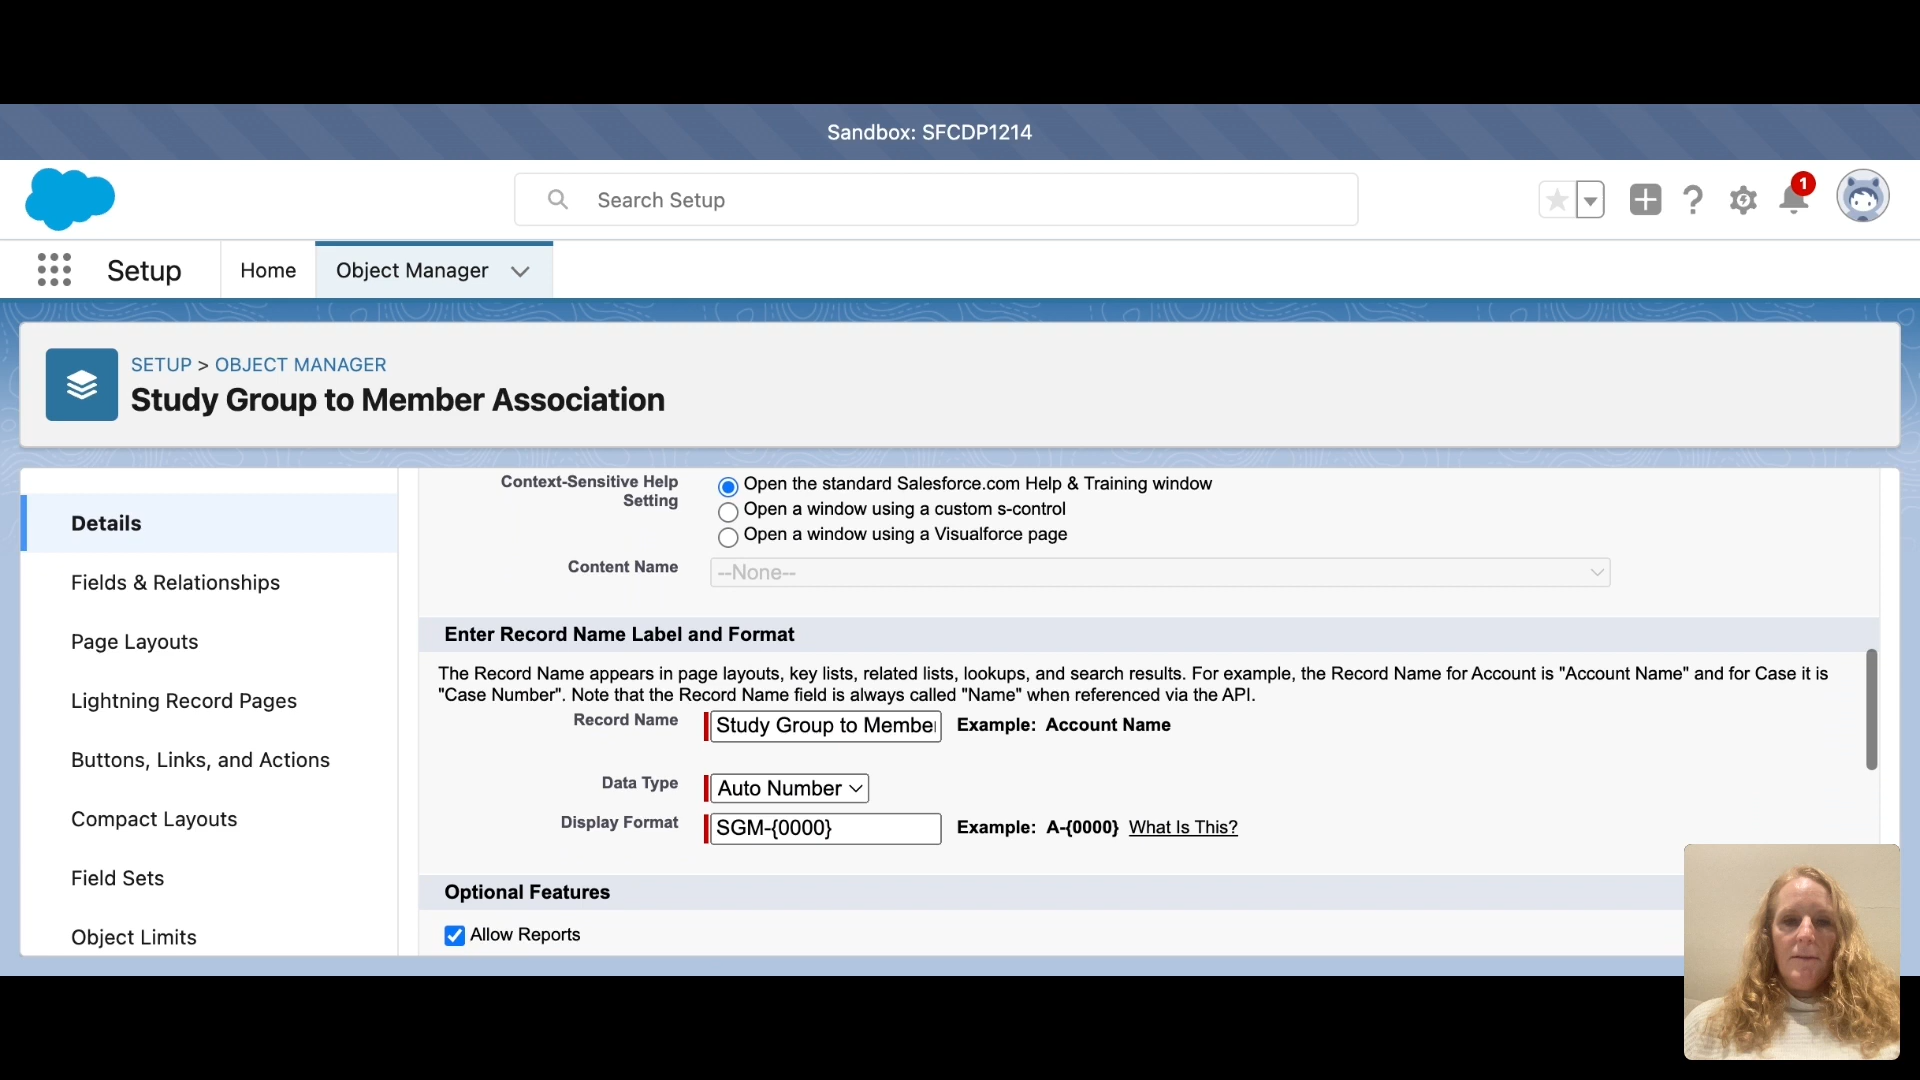 Sandbox: SFCDP1214
Search Setup
1
Setup
Home
Object Manager
SETUP > OBJECT MANAGER
Study Group to Member Association
Details
Fields & Relationships
Page Layouts
Lightning Record Pages
Buttons, Links, and Actions
Compact Layouts
Field Sets
Object Limits
Context-Sensitive Help
Setting
Open the standard Salesforce.com Help & Training window
Open a window using a custom s-control
Open a window using a Visualforce page
Content Name
--None--
Enter Record Name Label and Format
The Record Name appears in page layouts, key lists, related lists, lookups, and search results. For example, the Record Name for Account is "Account Name" and for Case it is
"Case Number". Note that the Record Name field is always called "Name" when referenced via the API.
Record Name
Study Group to Membe
Example: Account Name
Data Type
Auto Number
Display Format
SGM-{0000}
Example: A-{0000} What Is This?
Optional Features
Allow Reports